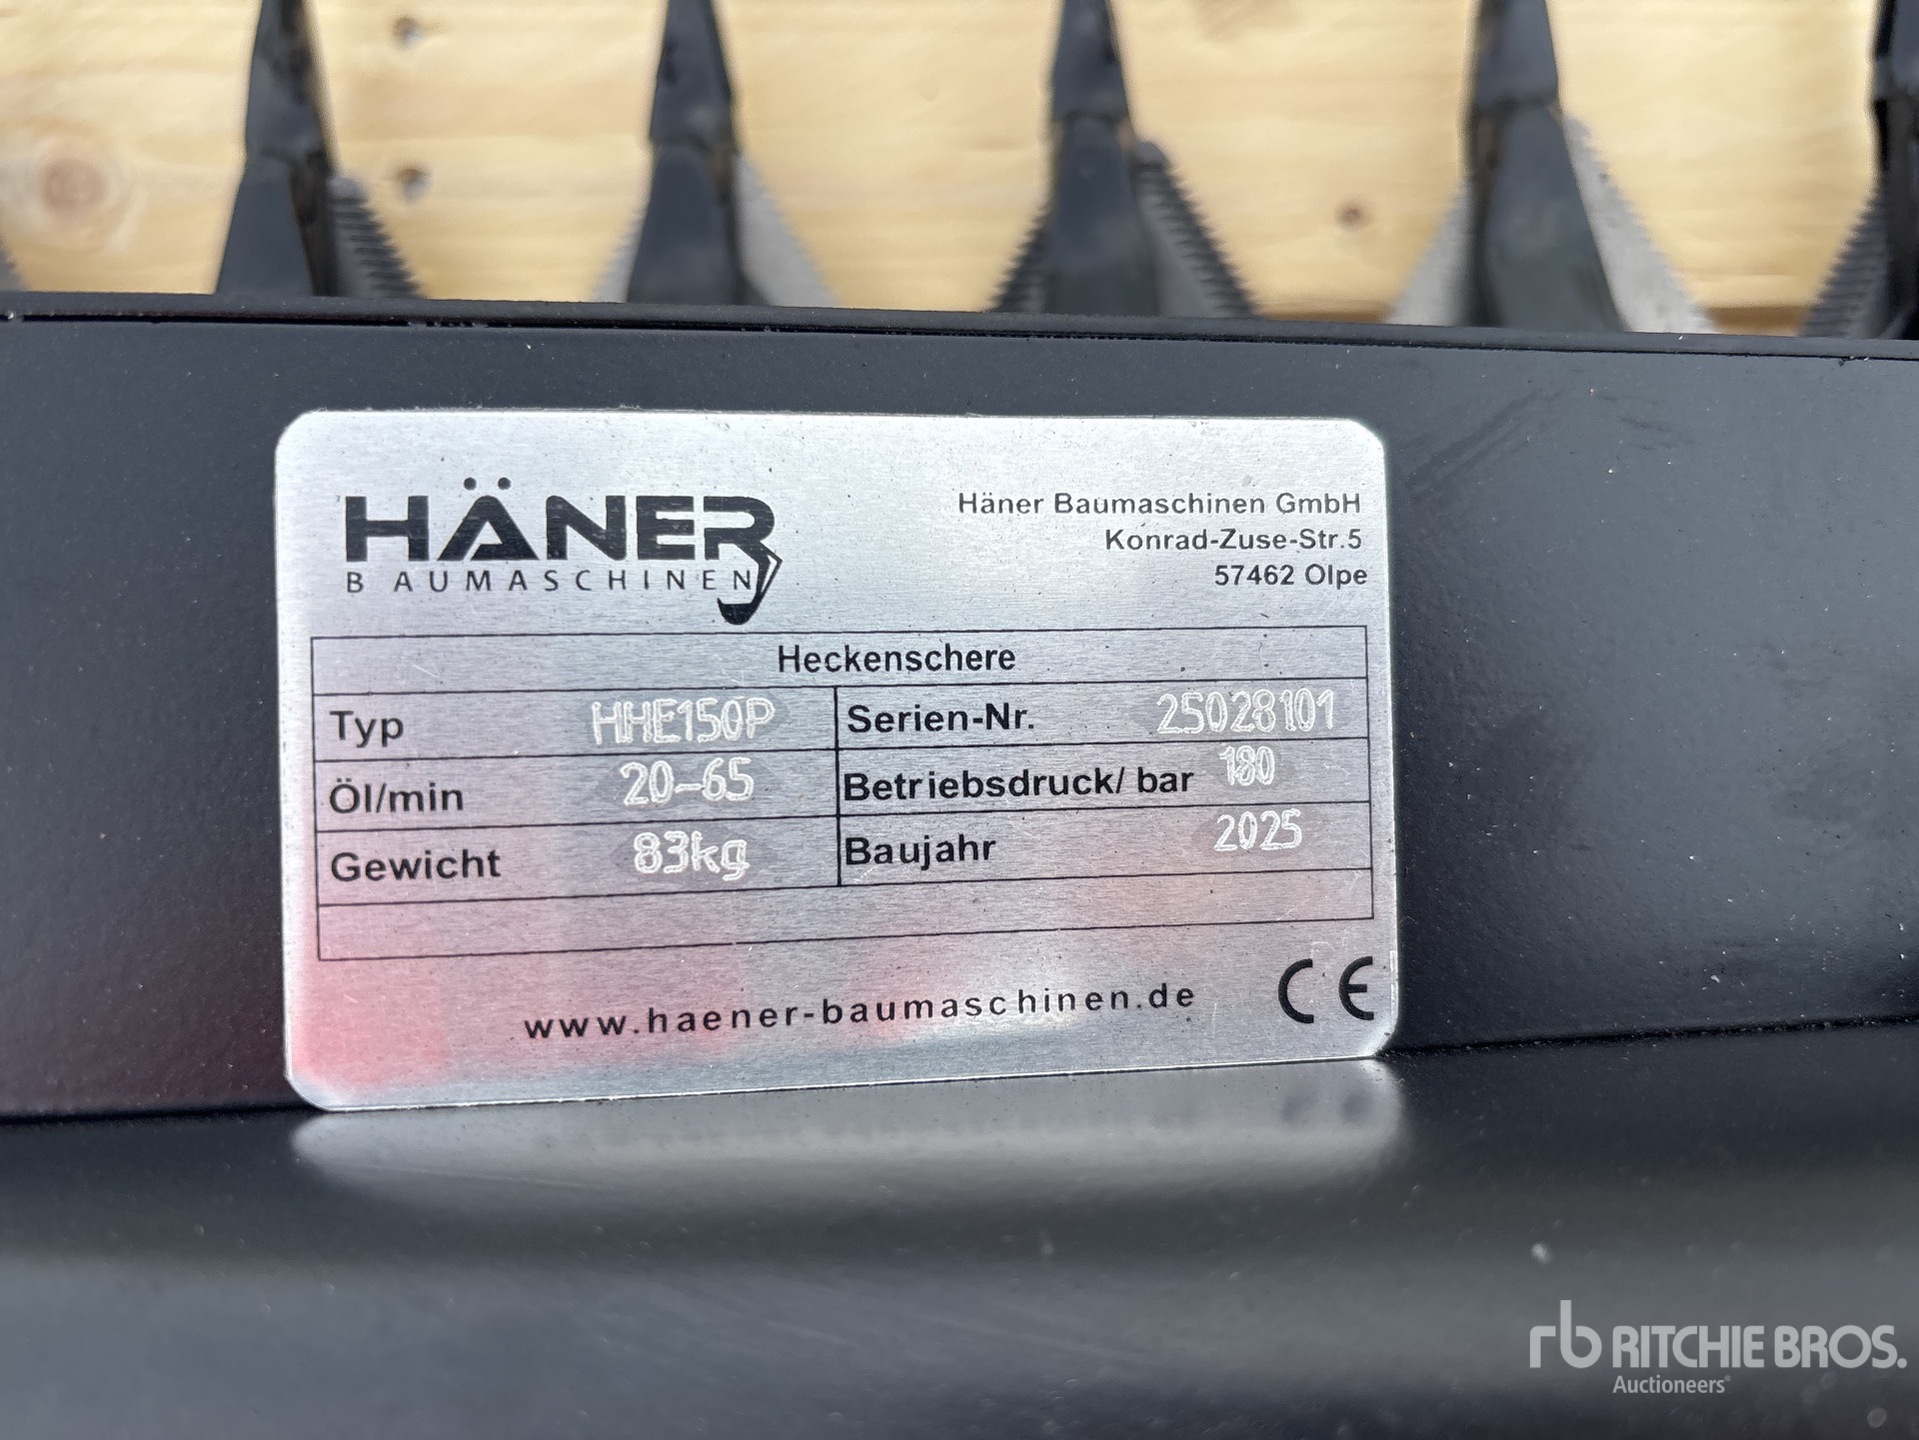 HÄNER
BAUMASCHINEN
Häner Baumaschinen GmbH
Konrad-Zuse-Str.5
57462 Olpe
Heckenschere
Typ HHE150P Serien-Nr. 25028101
Öl/min 20-65 Betriebsdruck/ bar 180
Gewicht 83kg Baujahr 2025
www.haener-baumaschinen.de
CE
rb RITCHIE BROS.
Auctioneers